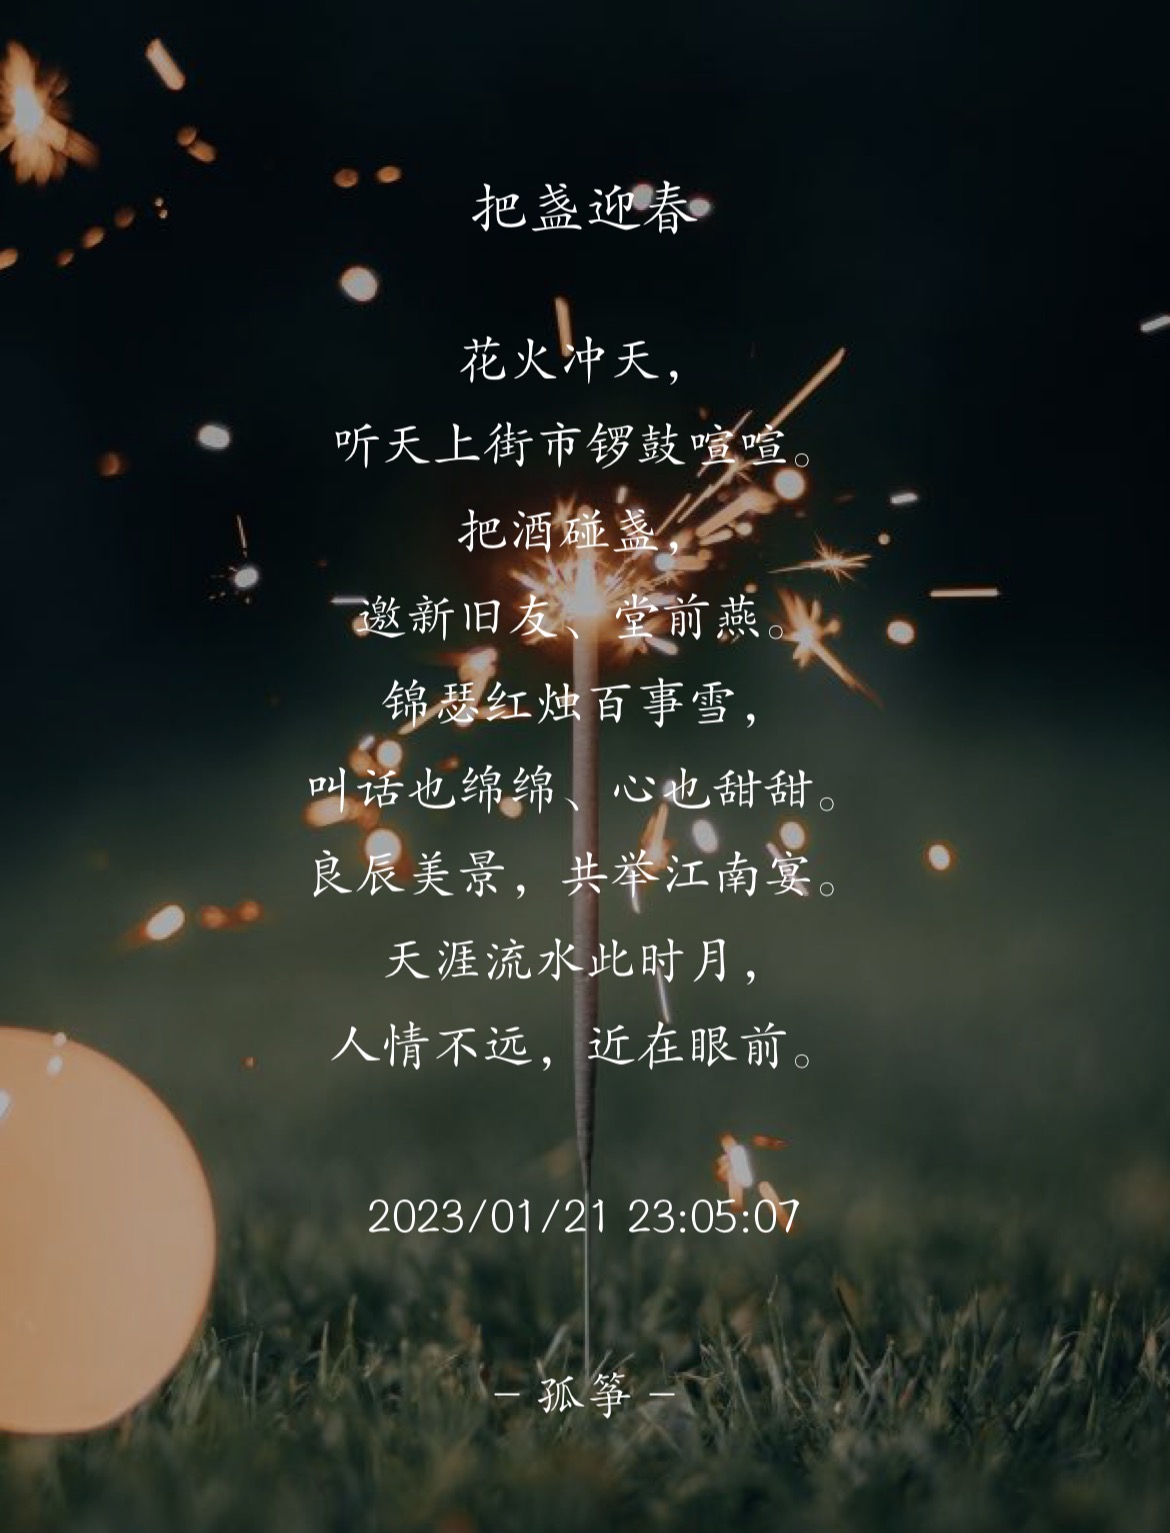 把盏迎春
花火冲天，
听天上街市锣鼓喧喧。
把酒碰盏，
邀新旧友、堂前燕。
锦瑟红烛百事雪，
叫话也绵绵、心也甜甜。
良辰美景，共举江南宴。
天涯流水此时月，
人情不远，近在眼前。
2023/01/21 23:05:07
– 孤筝 –